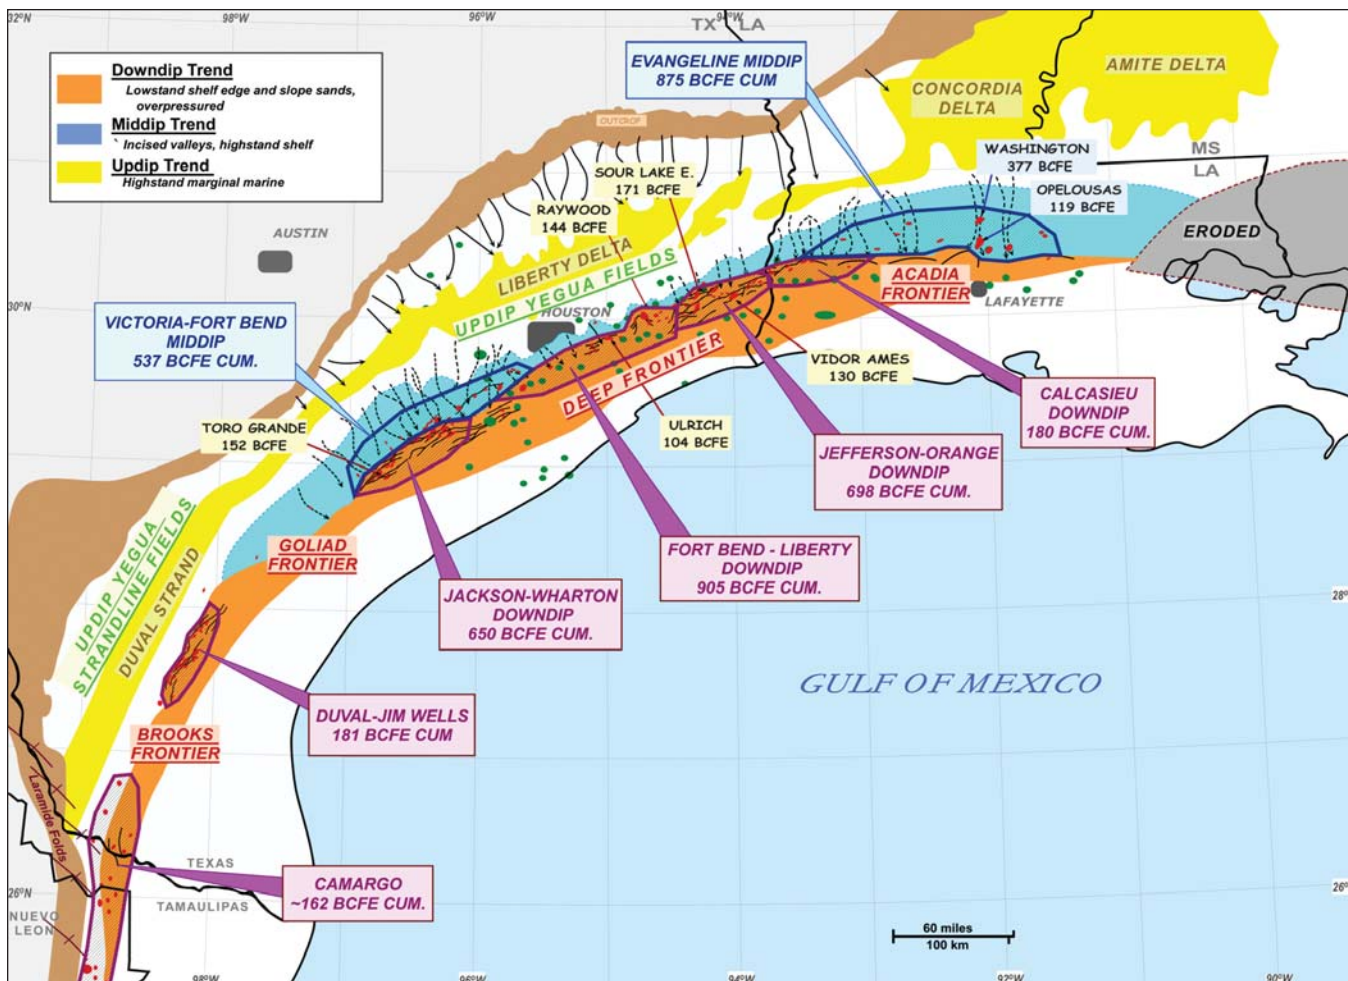 32°N
98°W
96°W
94°W
TX LA
Downdip Trend
Lowstand shelf edge and slope sands,
overpressured
Middip Trend
Incised valleys, highstand shelf
Updip Trend
Highstand marginal marine
EVANGELINE MIDDIP
875 BCFE CUM
CONCORDIA
DELTA
AMITE DELTA
OUTCROP
MS
LA
WASHINGTON
377 BCFE
OPELOUSAS
119 BCFE
SOUR LAKE E.
171 BCFE
RAYWOOD
144 BCFE
AUSTIN
ERODED
LIBERTY DELTA
UPDIP YEGUA FIELDS
ACADIA
FRONTIER
LAFAYETTE
30°N
HOUSTON
VICTORIA-FORT BEND
MIDDIP
537 BCFE CUM.
DEEP FRONTIER
VIDOR AMES
130 BCFE
CALCASIEU
DOWNDIP
180 BCFE CUM.
TORO GRANDE
152 BCFE
ULRICH
104 BCFE
JEFFERSON-ORANGE
DOWNDIP
698 BCFE CUM.
UPDIP YEGUA
STRANDLINE FIELDS
DUVAL STRAND
GOLIAD
FRONTIER
FORT BEND - LIBERTY
DOWNDIP
905 BCFE CUM.
JACKSON-WHARTON
DOWNDIP
650 BCFE CUM.
28°
GULF OF MEXICO
DUVAL-JIM WELLS
181 BCFE CUM
BROOKS
FRONTIER
Laramide Folds
TEXAS
TAMAULIPAS
CAMARGO
~162 BCFE CUM.
26°N
26°
NUEVO
LEON
60 miles
100 km
98°W
96°W
94°W
92°W
90°W